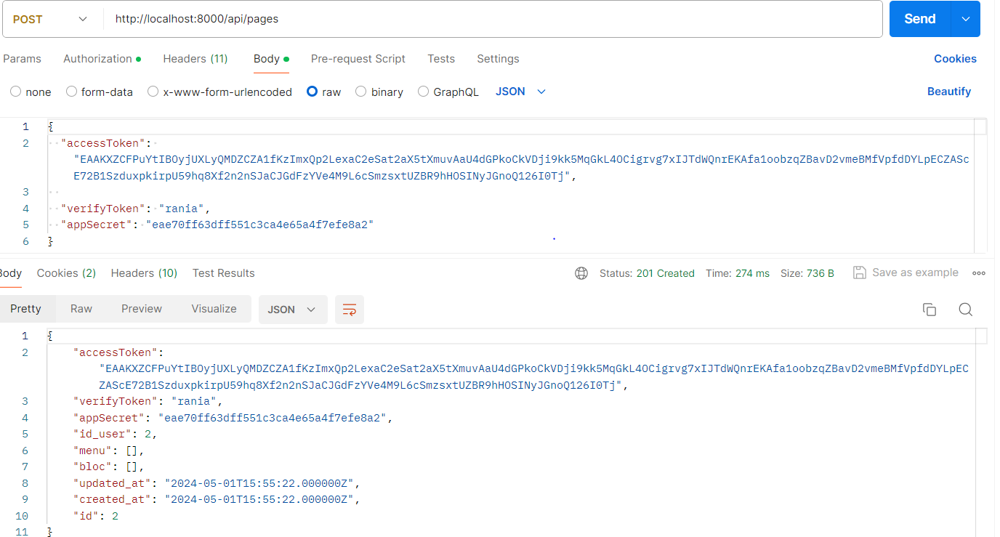 POST http://localhost:8000/api/pages Send
Params Authorization Headers (11) Body Pre-request Script Tests Settings Cookies
none form-data x-www-form-urlencoded raw binary GraphQL JSON Beautify
1 {
2 "accessToken":
"EAAKXZCFPuYtIBOyjUXLyQMDZCZA1fKzImxQp2LexaC2eSat2aX5tXmuvAaU4dGPkoCkVDji9kk5MqGkL4OCigrvg7xIJTdWQnrEKAfa1oobzqZBavD2vmeBMfVpfdDYLpECZASc
E72B1SzduxpkirpU59hq8Xf2n2nSJaCJGdFzYVe4M9L6cSmzsxtUZBR9hHOSINyJGnoQ126I0Tj",
3
4 "verifyToken": "rania",
5 "appSecret": "eae70ff63dff551c3ca4e65a4f7efe8a2"
6 }
Body Cookies (2) Headers (10) Test Results Status: 201 Created Time: 274 ms Size: 736 B Save as example
Pretty Raw Preview Visualize JSON
1 {
2 "accessToken":
"EAAKXZCFPuYtIBOyjUXLyQMDZCZA1fKzImxQp2LexaC2eSat2aX5tXmuvAaU4dGPkoCkVDji9kk5MqGkL4OCigrvg7xIJTdWQnrEKAfa1oobzqZBavD2vmeBMfVpfdDYLpEC
ZAScE72B1SzduxpkirpU59hq8Xf2n2nSJaCJGdFzYVe4M9L6cSmzsxtUZBR9hHOSINyJGnoQ126I0Tj",
3 "verifyToken": "rania",
4 "appSecret": "eae70ff63dff551c3ca4e65a4f7efe8a2",
5 "id_user": 2,
6 "menu": [],
7 "bloc": [],
8 "updated_at": "2024-05-01T15:55:22.000000Z",
9 "created_at": "2024-05-01T15:55:22.000000Z",
10 "id": 2
11 }